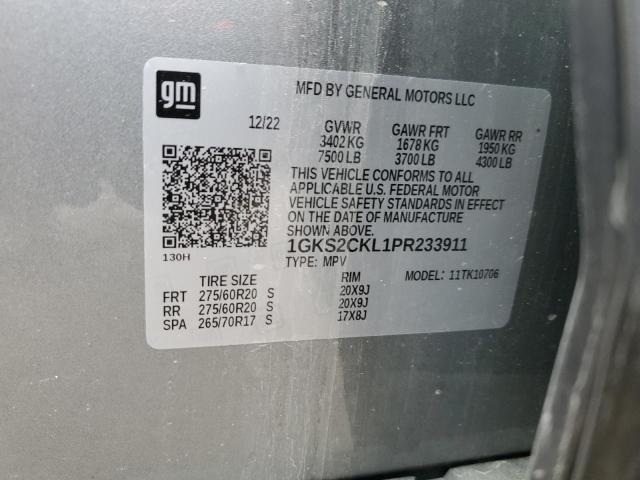 gm
MFD BY GENERAL MOTORS LLC
12/22 GVWR GAWR FRT GAWR RR
3402 KG 1678 KG 1950 KG
7500 LB 3700 LB 4300 LB
THIS VEHICLE CONFORMS TO ALL
APPLICABLE U.S. FEDERAL MOTOR
VEHICLE SAFETY STANDARDS IN EFFECT
ON THE DATE OF MANUFACTURE
SHOWN ABOVE.
1GKS2CKL1PR233911
130H
TYPE: MPV MODEL: 11TK10706
TIRE SIZE RIM
FRT 275/60R20 S 20X9J
RR 275/60R20 S 20X9J
SPA 265/70R17 S 17X8J